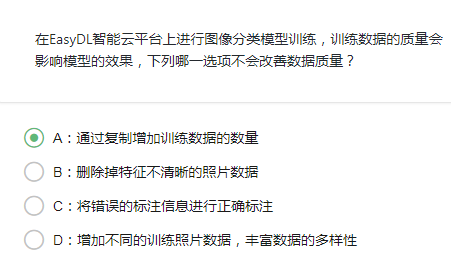 在EasyDL智能云平台上进行图像分类模型训练，训练数据的质量会
影响模型的效果，下列哪一选项不会改善数据质量？
A：通过复制增加训练数据的数量
B：删除掉特征不清晰的照片数据
C：将错误的标注信息进行正确标注
D：增加不同的训练照片数据，丰富数据的多样性